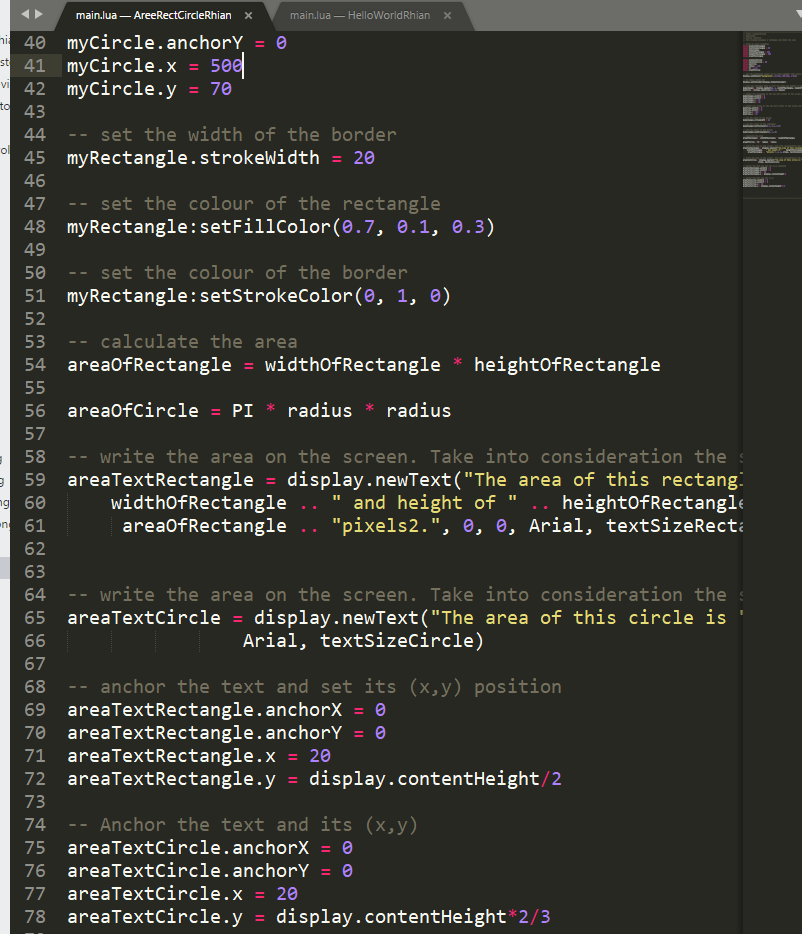 main.lua — AreeRectCircleRhian × main.lua — HelloWorldRhian ×
40 myCircle.anchorY = 0
41 myCircle.x = 500
42 myCircle.y = 70
43
44 -- set the width of the border
45 myRectangle.strokeWidth = 20
46
47 -- set the colour of the rectangle
48 myRectangle:setFillColor(0.7, 0.1, 0.3)
49
50 -- set the colour of the border
51 myRectangle:setStrokeColor(0, 1, 0)
52
53 -- calculate the area
54 areaOfRectangle = widthOfRectangle * heightOfRectangle
55
56 areaOfCircle = PI * radius * radius
57
58 -- write the area on the screen. Take into consideration the
59 areaTextRectangle = display.newText("The area of this rectang
60 widthOfRectangle .. " and height of " .. heightOfRectangle
61 areaOfRectangle .. "pixels2.", 0, 0, Arial, textSizeRecta
62
63
64 -- write the area on the screen. Take into consideration the
65 areaTextCircle = display.newText("The area of this circle is "
66 Arial, textSizeCircle)
67
68 -- anchor the text and set its (x,y) position
69 areaTextRectangle.anchorX = 0
70 areaTextRectangle.anchorY = 0
71 areaTextRectangle.x = 20
72 areaTextRectangle.y = display.contentHeight/2
73
74 -- Anchor the text and its (x,y)
75 areaTextCircle.anchorX = 0
76 areaTextCircle.anchorY = 0
77 areaTextCircle.x = 20
78 areaTextCircle.y = display.contentHeight*2/3